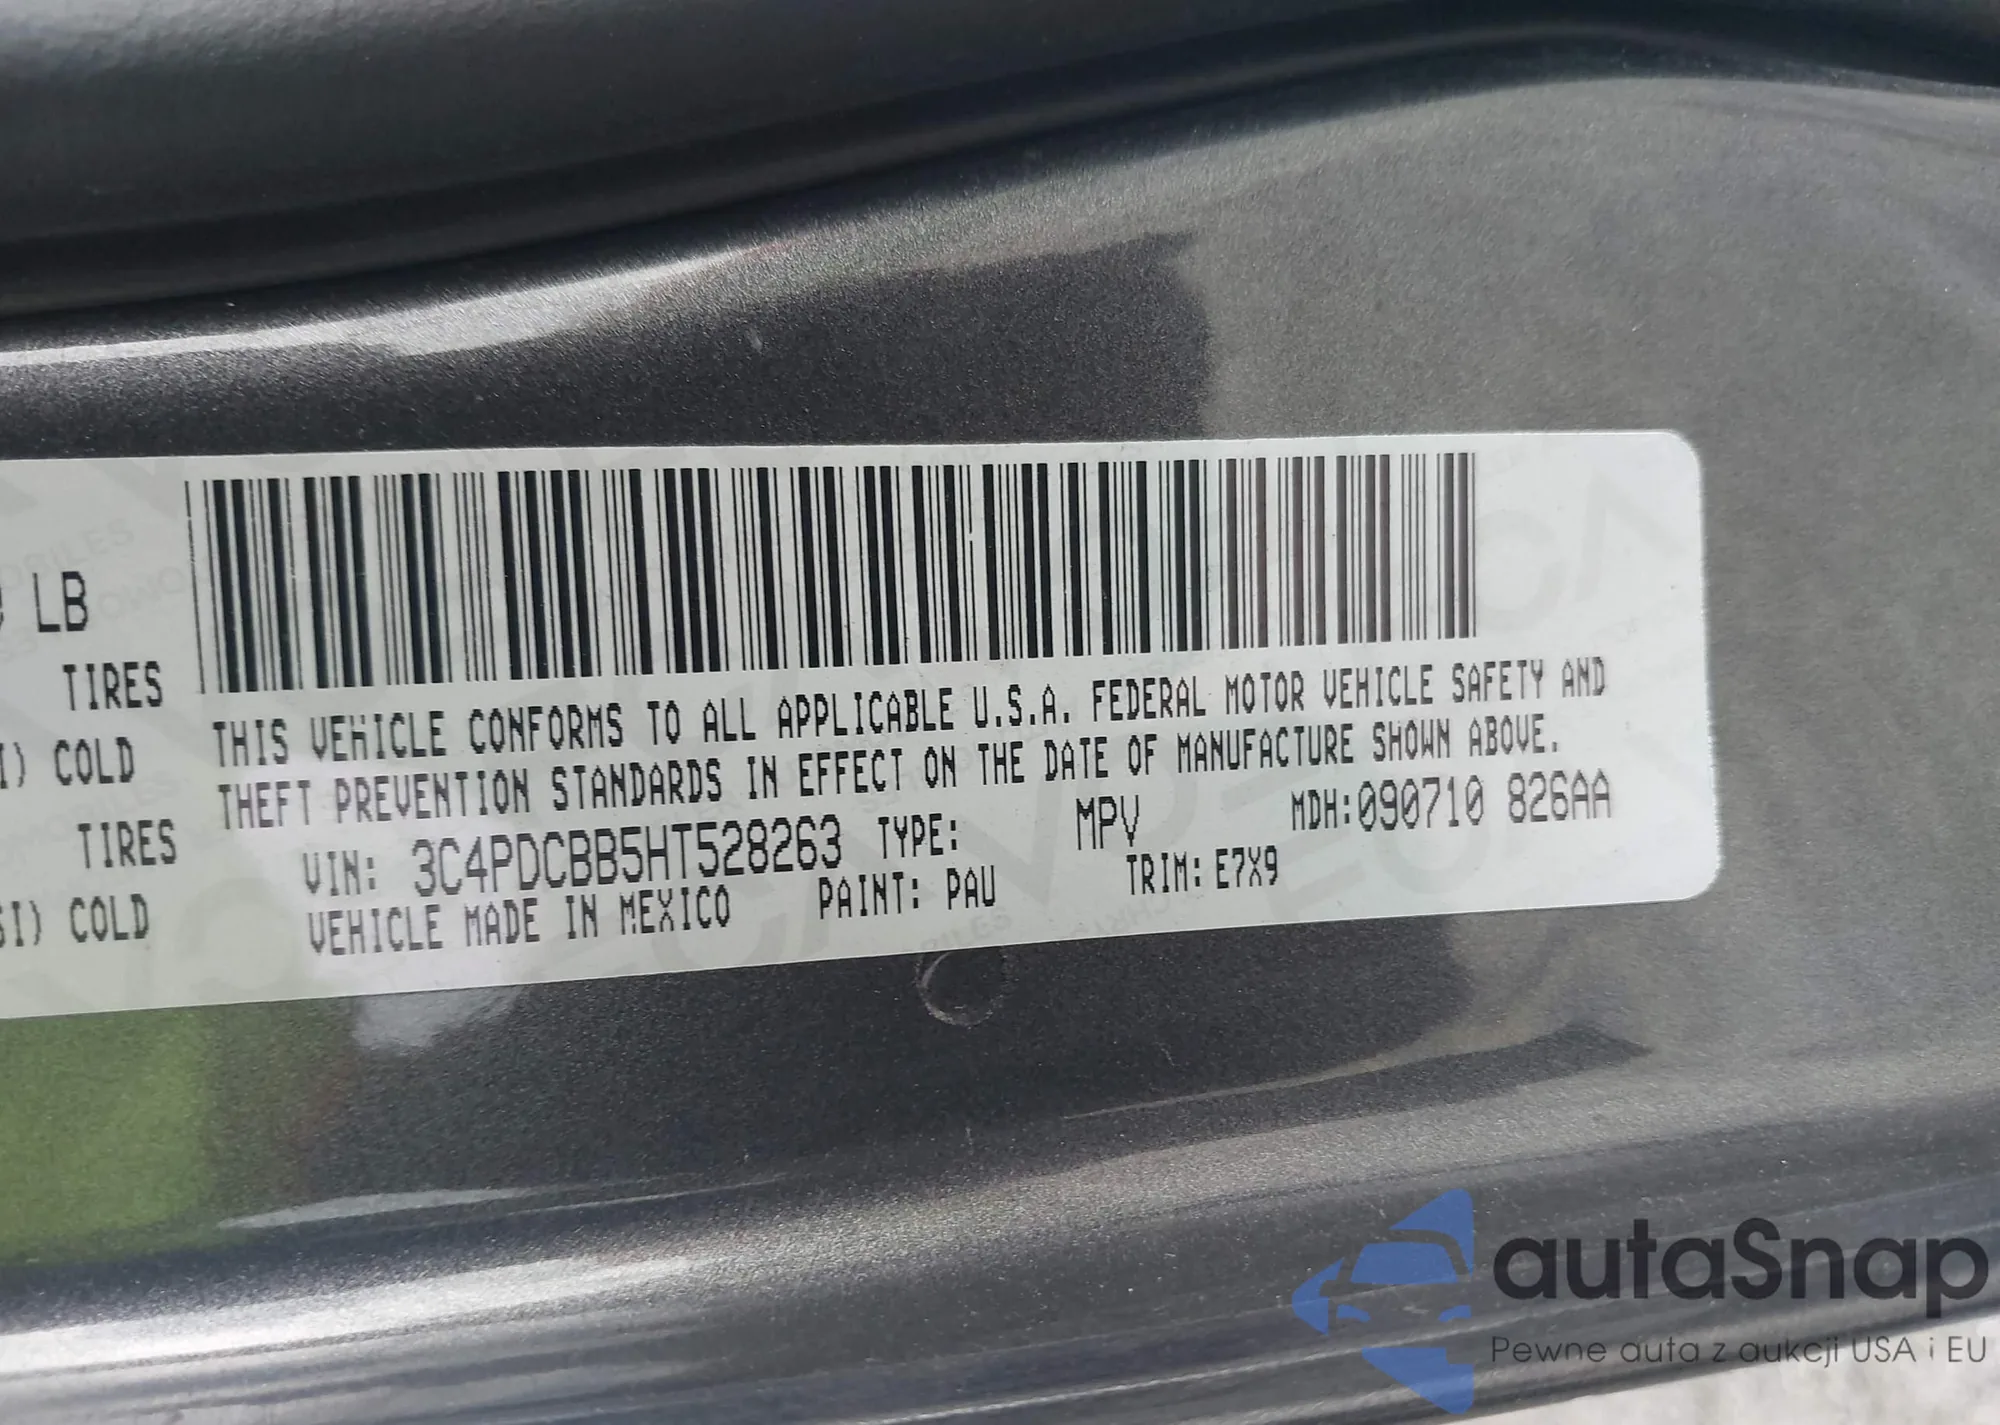 LB
TIRES
COLD
TIRES
COLD
THIS VEHICLE CONFORMS TO ALL APPLICABLE U.S.A. FEDERAL MOTOR VEHICLE SAFETY AND
THEFT PREVENTION STANDARDS IN EFFECT ON THE DATE OF MANUFACTURE SHOWN ABOVE.
VIN: 3C4PDCBB5HT528263 TYPE: MPV MDH:090710 826AA
VEHICLE MADE IN MEXICO PAINT: PAU TRIM: E7X9
autaSnap
Pewne auta z aukcji USA i EU